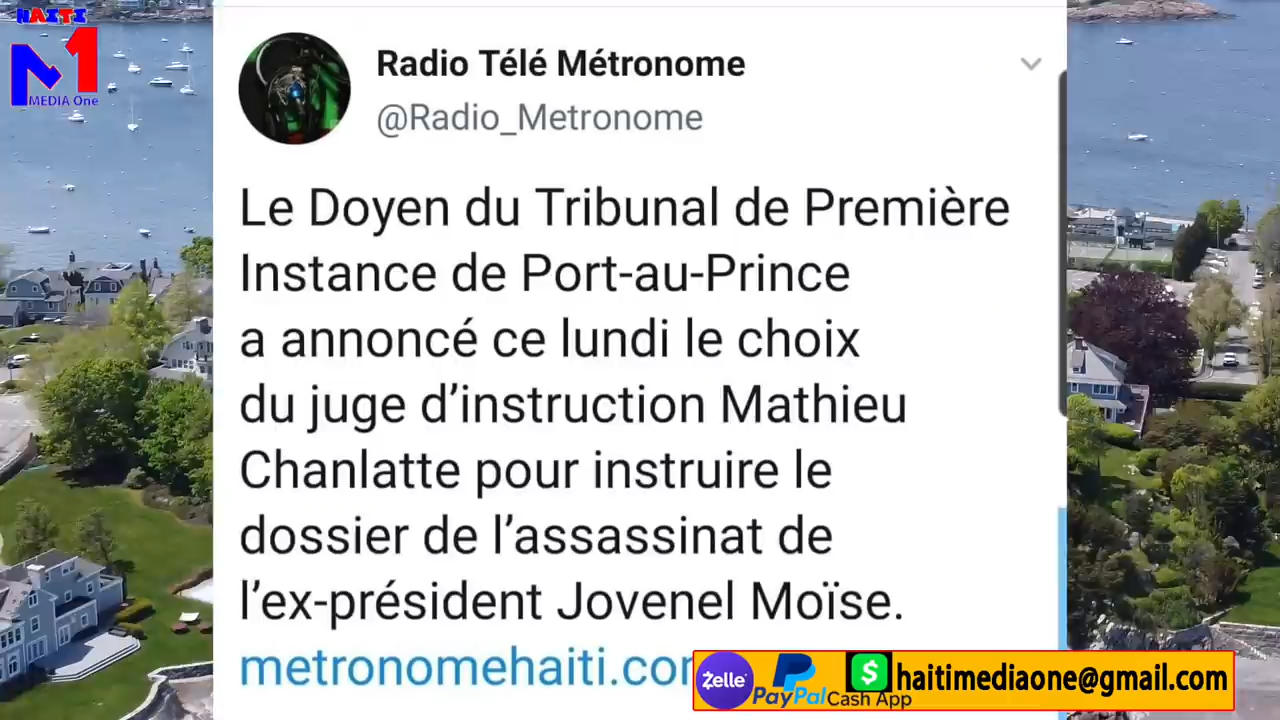 HAITI
M1
MEDIA One
Radio Télé Métronome
@Radio_Metronome
Le Doyen du Tribunal de Première
Instance de Port-au-Prince
a annoncé ce lundi le choix
du juge d’instruction Mathieu
Chanlatte pour instruire le
dossier de l’assassinat de
l’ex-président Jovenel Moïse.
metronomehaiti.com
Zelle PayPal $ Cash App haitimediaone@gmail.com